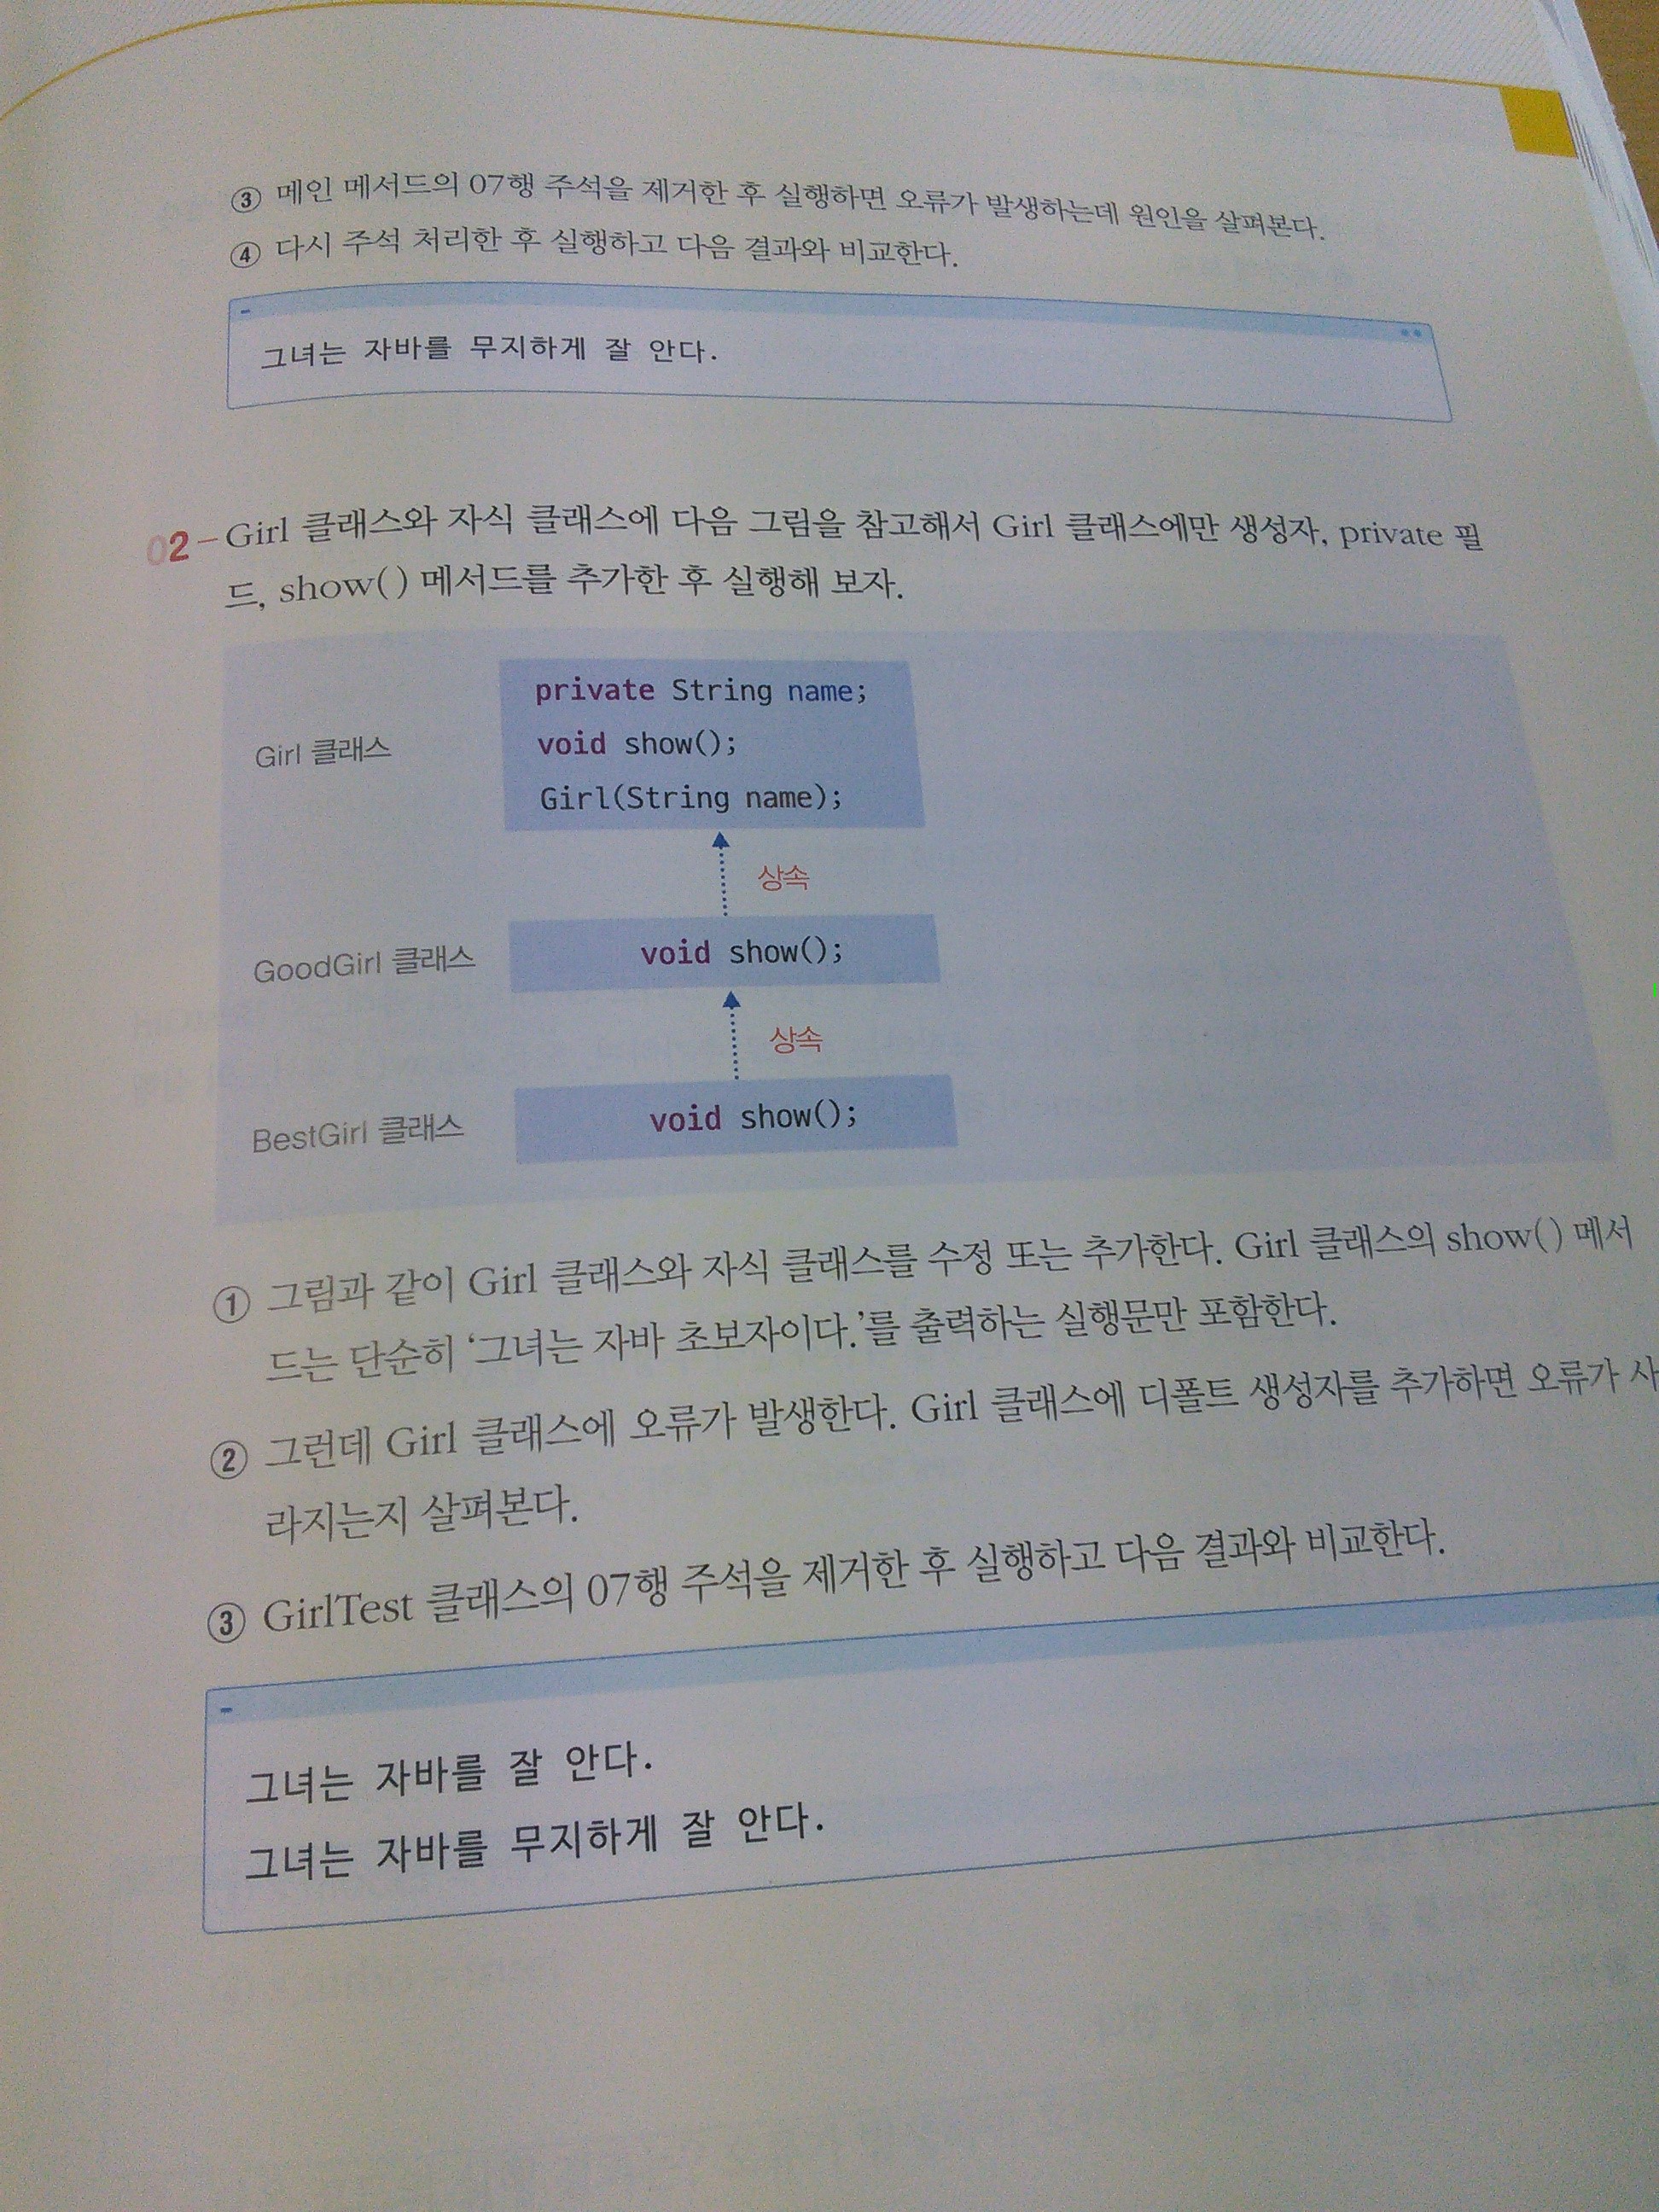 ③ 메인 메서드의 07행 주석을 제거한 후 실행하면 오류가 발생하는데 원인을 살펴본다.
④ 다시 주석 처리한 후 실행하고 다음 결과와 비교한다.
그녀는 자바를 무지하게 잘 안다.
02 - Girl 클래스와 자식 클래스에 다음 그림을 참고해서 Girl 클래스에만 생성자, private 필
드, show( ) 메서드를 추가한 후 실행해 보자.
private String name;
Girl 클래스
void show();
Girl(String name);
상속
GoodGirl 클래스 void show();
상속
BestGirl 클래스 void show();
① 그림과 같이 Girl 클래스와 자식 클래스를 수정 또는 추가한다. Girl 클래스의 show( ) 메서
드는 단순히 ‘그녀는 자바 초보자이다.’를 출력하는 실행문만 포함한다.
② 그런데 Girl 클래스에 오류가 발생한다. Girl 클래스에 디폴트 생성자를 추가하면 오류가 사
라지는지 살펴본다.
③ GirlTest 클래스의 07행 주석을 제거한 후 실행하고 다음 결과와 비교한다.
그녀는 자바를 잘 안다.
그녀는 자바를 무지하게 잘 안다.